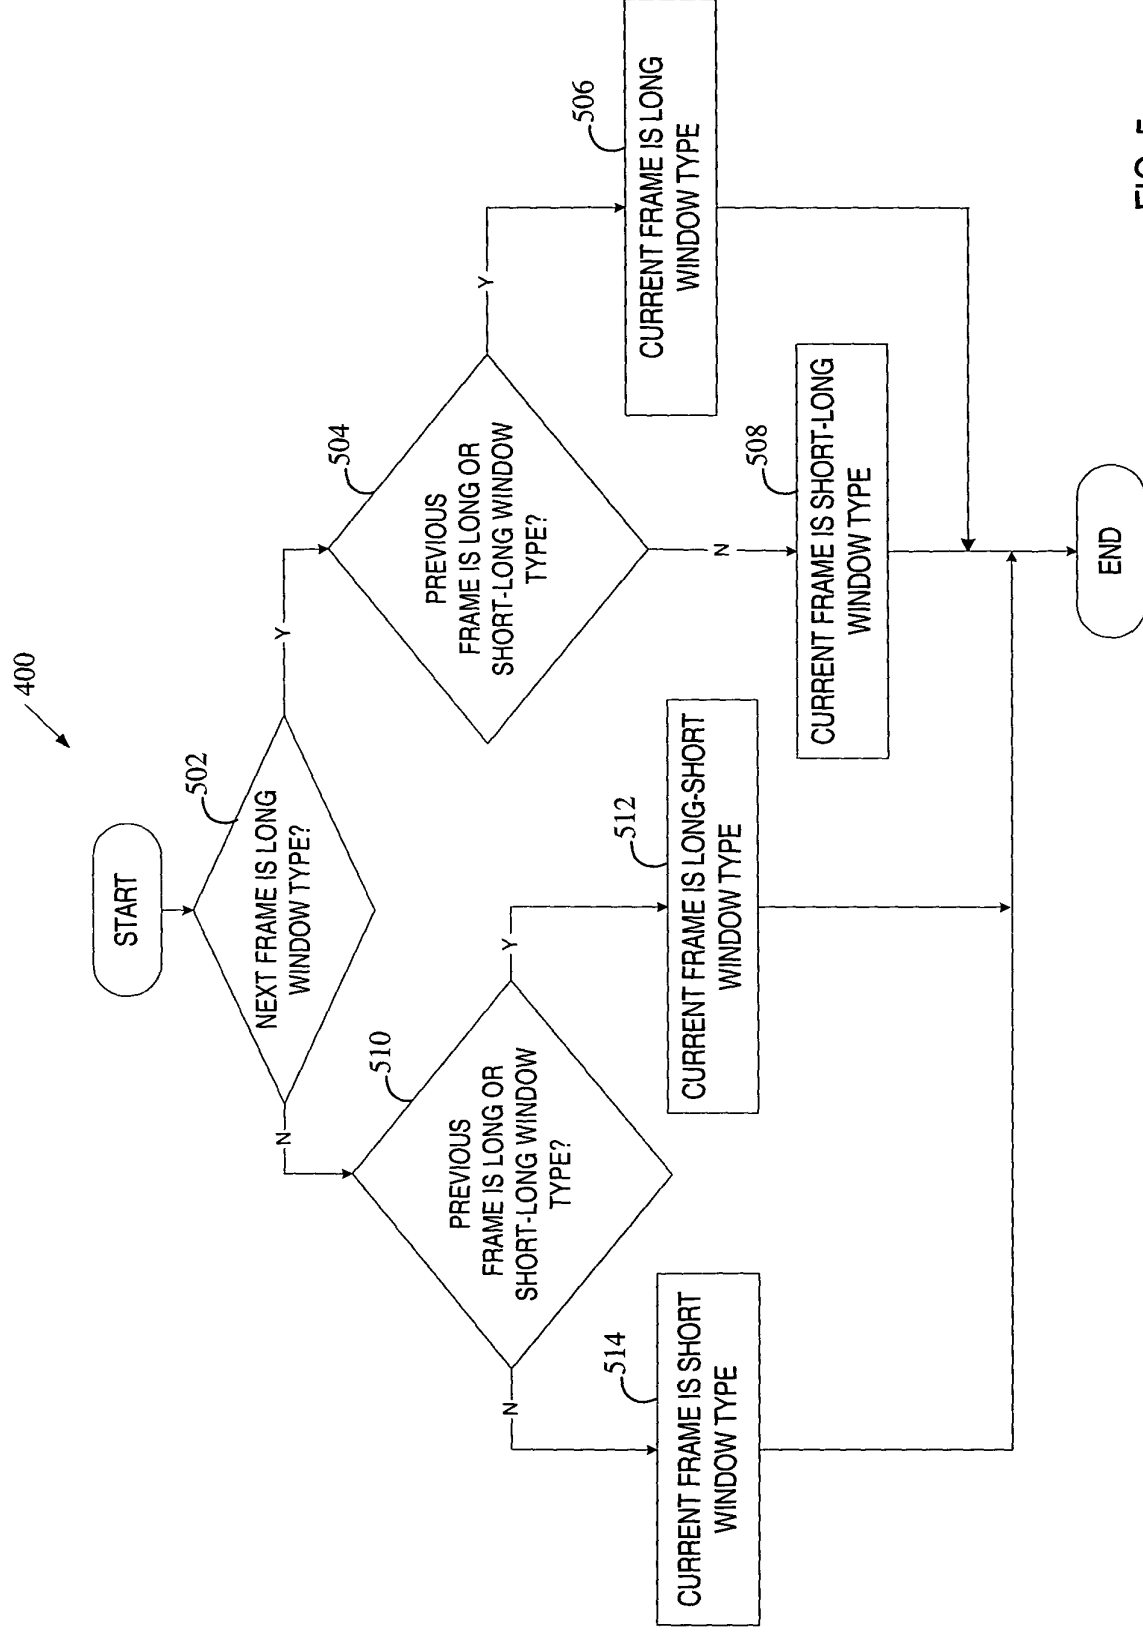 400
START
502
NEXT FRAME IS LONG
WINDOW TYPE?
N
Y
510
PREVIOUS
FRAME IS LONG OR
SHORT-LONG WINDOW
TYPE?
504
PREVIOUS
FRAME IS LONG OR
SHORT-LONG WINDOW
TYPE?
N
Y
N
Y
514
CURRENT FRAME IS SHORT
WINDOW TYPE
512
CURRENT FRAME IS LONG-SHORT
WINDOW TYPE
506
CURRENT FRAME IS LONG
WINDOW TYPE
508
CURRENT FRAME IS SHORT-LONG
WINDOW TYPE
END